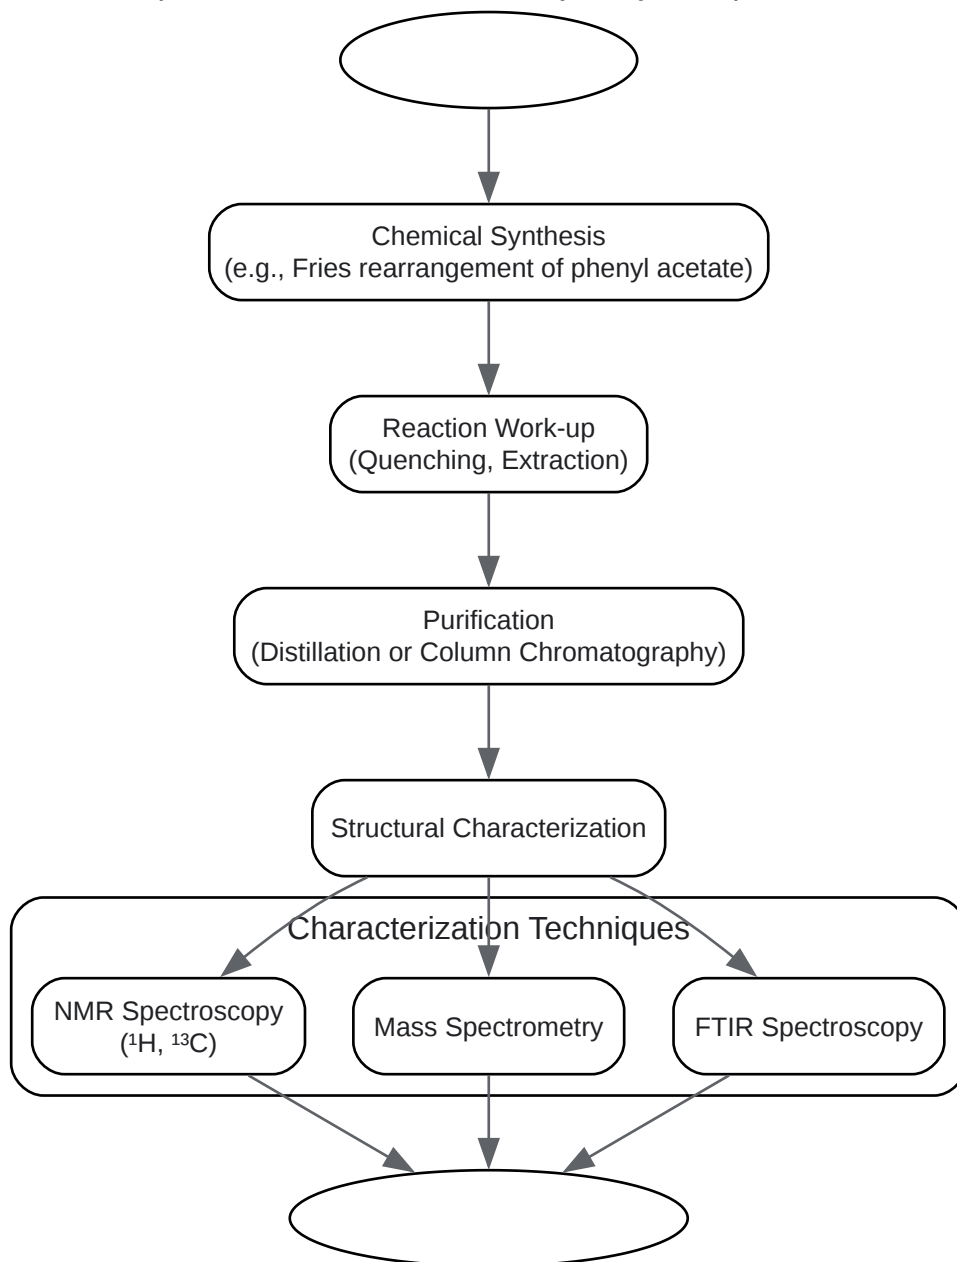 Chemical Synthesis
(e.g., Fries rearrangement of phenyl acetate)
Reaction Work-up
(Quenching, Extraction)
Purification
(Distillation or Column Chromatography)
Structural Characterization
Characterization Techniques
NMR Spectroscopy
(¹H, ¹³C)
Mass Spectrometry
FTIR Spectroscopy